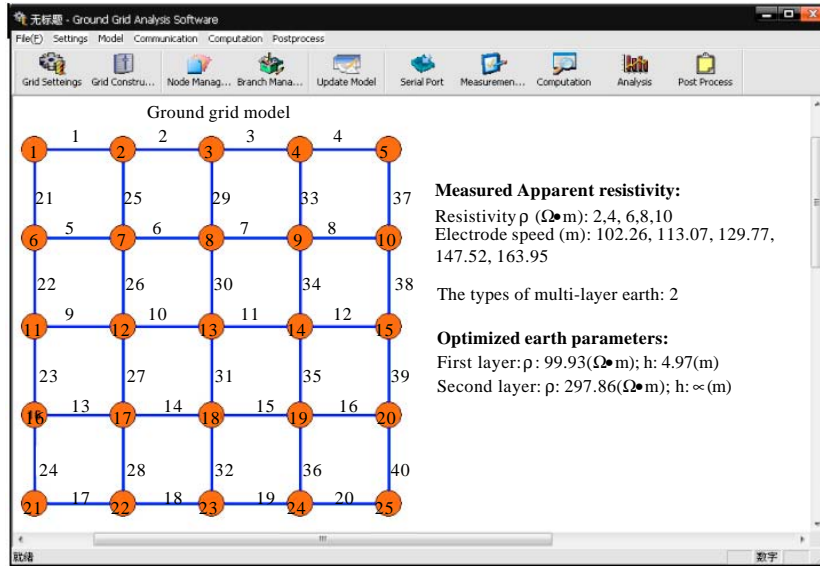 无标题 - Ground Grid Analysis Software
File(F) Settings Model Communication Computation Postprocess
Grid Setteings Grid Constru... Node Manag... Branch Mana... Update Model Serial Port Measuremen... Computation Analysis Post Process
Ground grid model
1 2 3 4
1 2 3 4 5
21 25 29 33 37
5 6 7 8
6 7 8 9 10
22 26 30 34 38
9 10 11 12
11 12 13 14 15
23 27 31 35 39
13 14 15 16
16 17 18 19 20
24 28 32 36 40
17 18 19 20
21 22 23 24 25
Measured Apparent resistivity:
Resistivity ρ (Ω•m): 2,4, 6,8,10
Electrode speed (m): 102.26, 113.07, 129.77,
147.52, 163.95
The types of multi-layer earth: 2
Optimized earth parameters:
First layer: ρ: 99.93(Ω•m); h: 4.97(m)
Second layer: ρ: 297.86(Ω•m); h: ∝(m)
就绪 数字